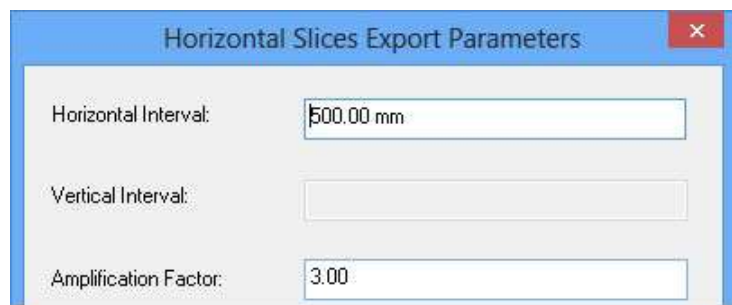 Horizontal Slices Export Parameters
Horizontal Interval: 500.00 mm
Vertical Interval:
Amplification Factor: 3.00